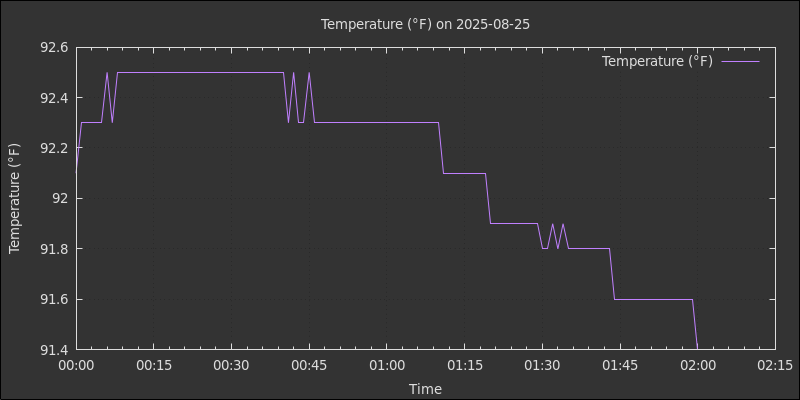 Temperature (°F) on 2025-08-25
Temperature (°F)
92.6
92.4
92.2
92
91.8
91.6
91.4
Temperature (°F)
00:00 00:15 00:30 00:45 01:00 01:15 01:30 01:45 02:00 02:15
Time